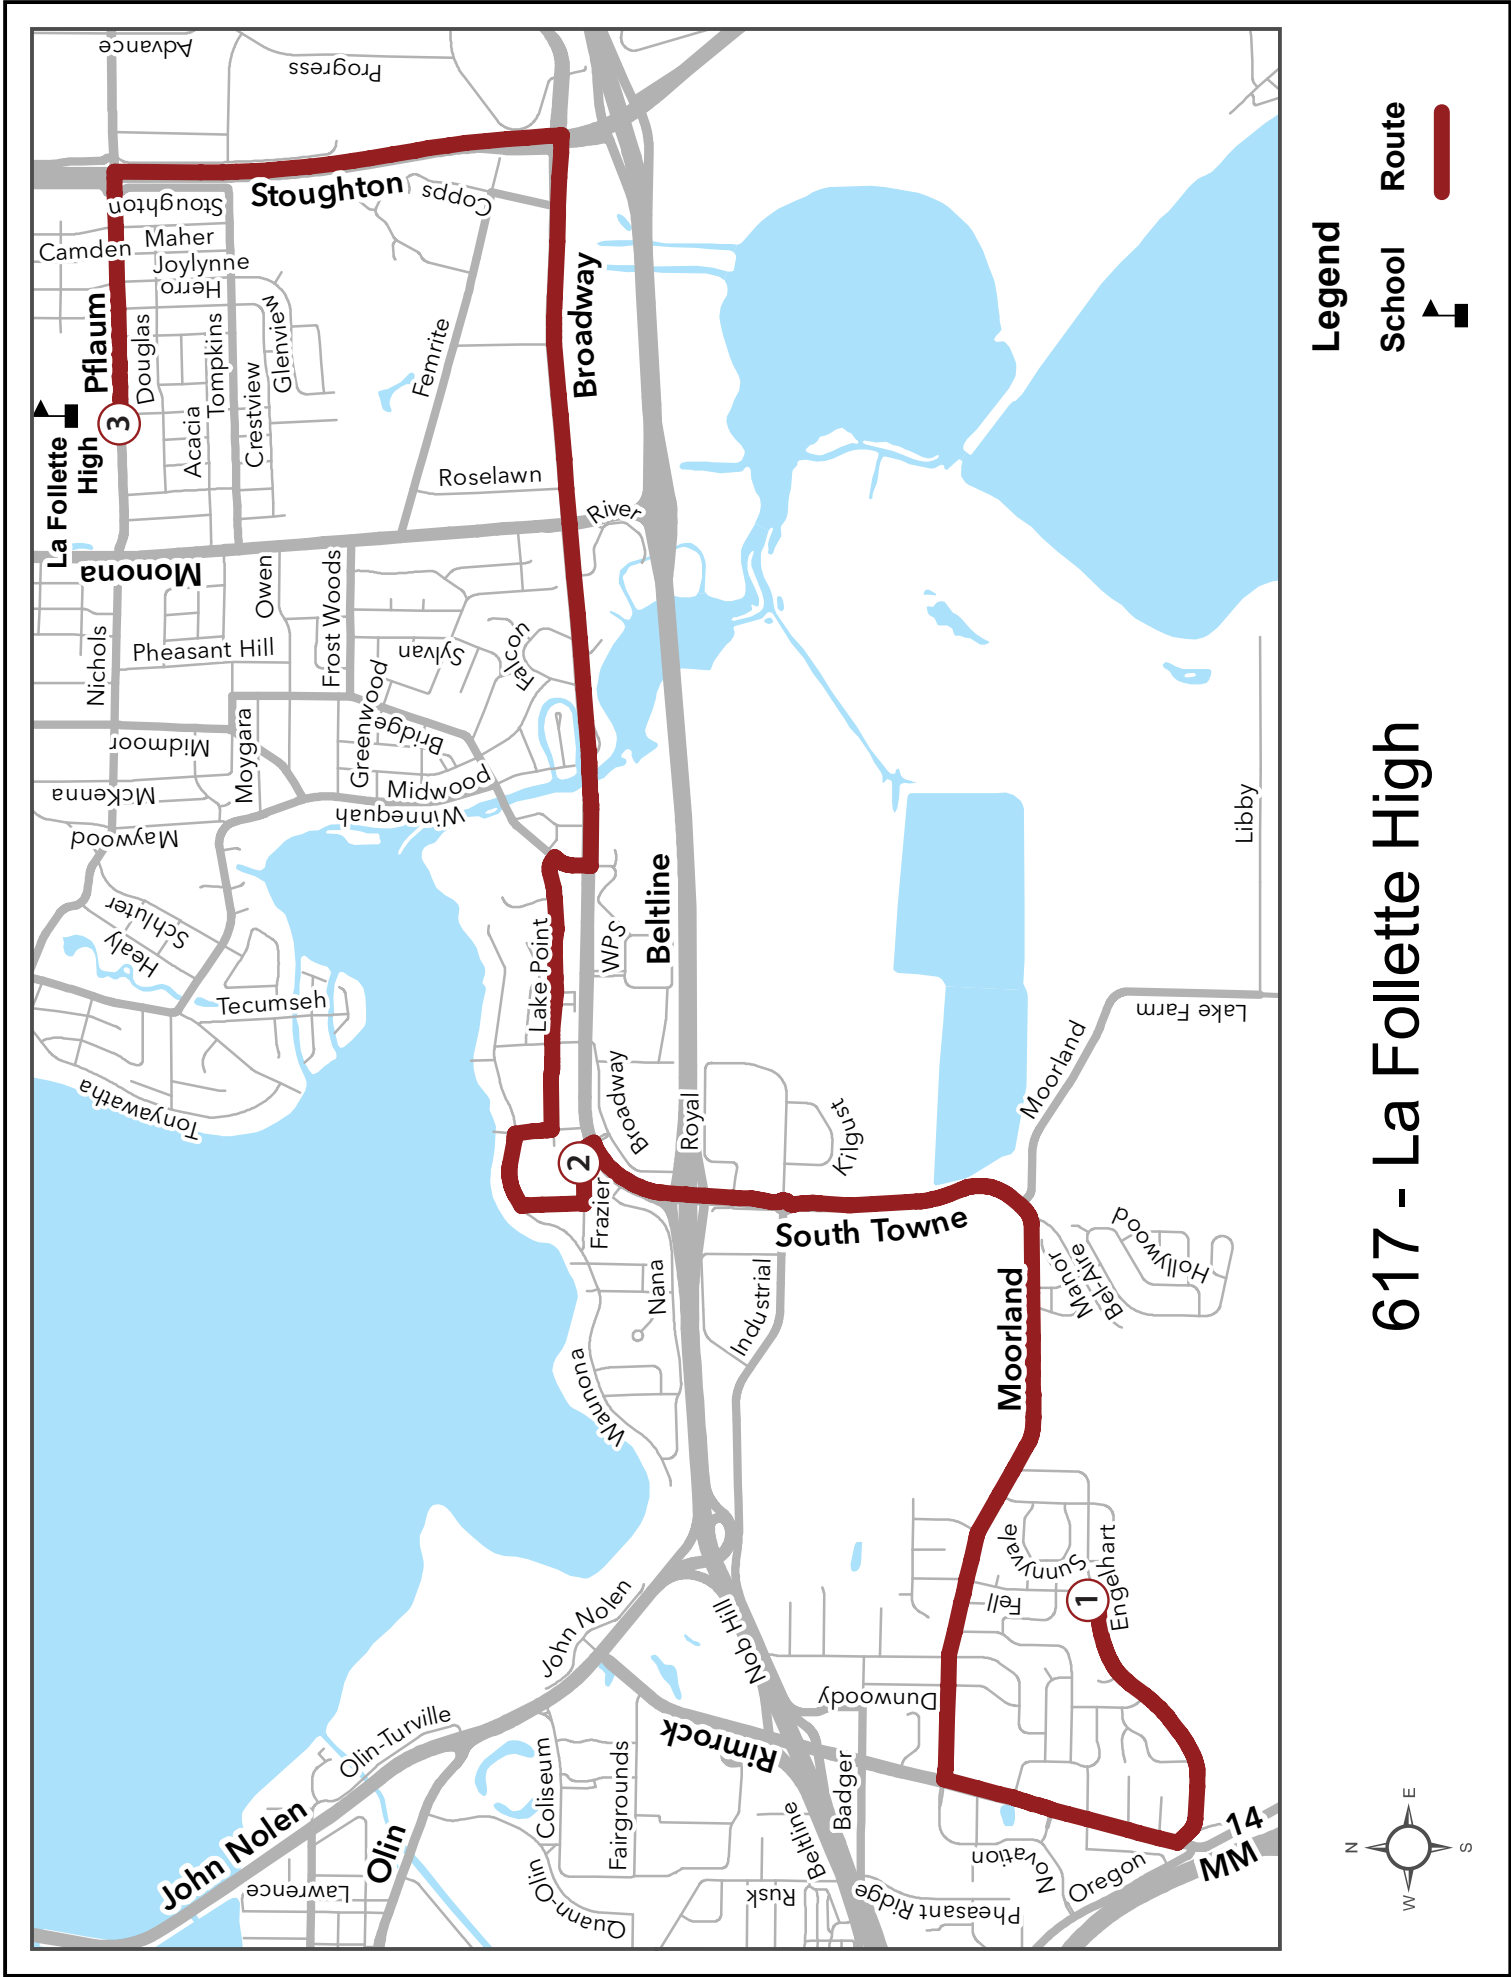 617 - La Follette High
Legend
School
Route
N
E
S
W
La Follette
High
3
2
1
Advance
Progress
Stoughton
Stoughton
Copps
Camden
Maher
Joylynne
Herro
Pflaum
Douglas
Tompkins
Glenview
Acacia
Crestview
Femrite
Broadway
Roselawn
River
Monona
Owen
Frost Woods
Nichols
Pheasant Hill
Sylvan
Falcon
Greenwood
Bridge
Midmoor
Moygara
McKenna
Midwood
Winnequah
Maywood
Schluter
Healy
Tecumseh
Tonyawatha
Lake Point
WPS
Beltline
Broadway
Royal
Kilgust
Frazier
South Towne
Nana
Industrial
Waunona
Libby
Lake Farm
Moorland
Moorland
Manor
Bel-Aire
Hollywood
Sunnyvale
Engelhart
Fell
John Nolen
Nob Hill
Dunwoody
Rimrock
Badger
Beltline
Olin-Turville
Coliseum
Fairgrounds
John Nolen
Olin
Lawrence
Quann-Olin
Rusk
Pheasant Ridge
Novation
Oregon
MM
14